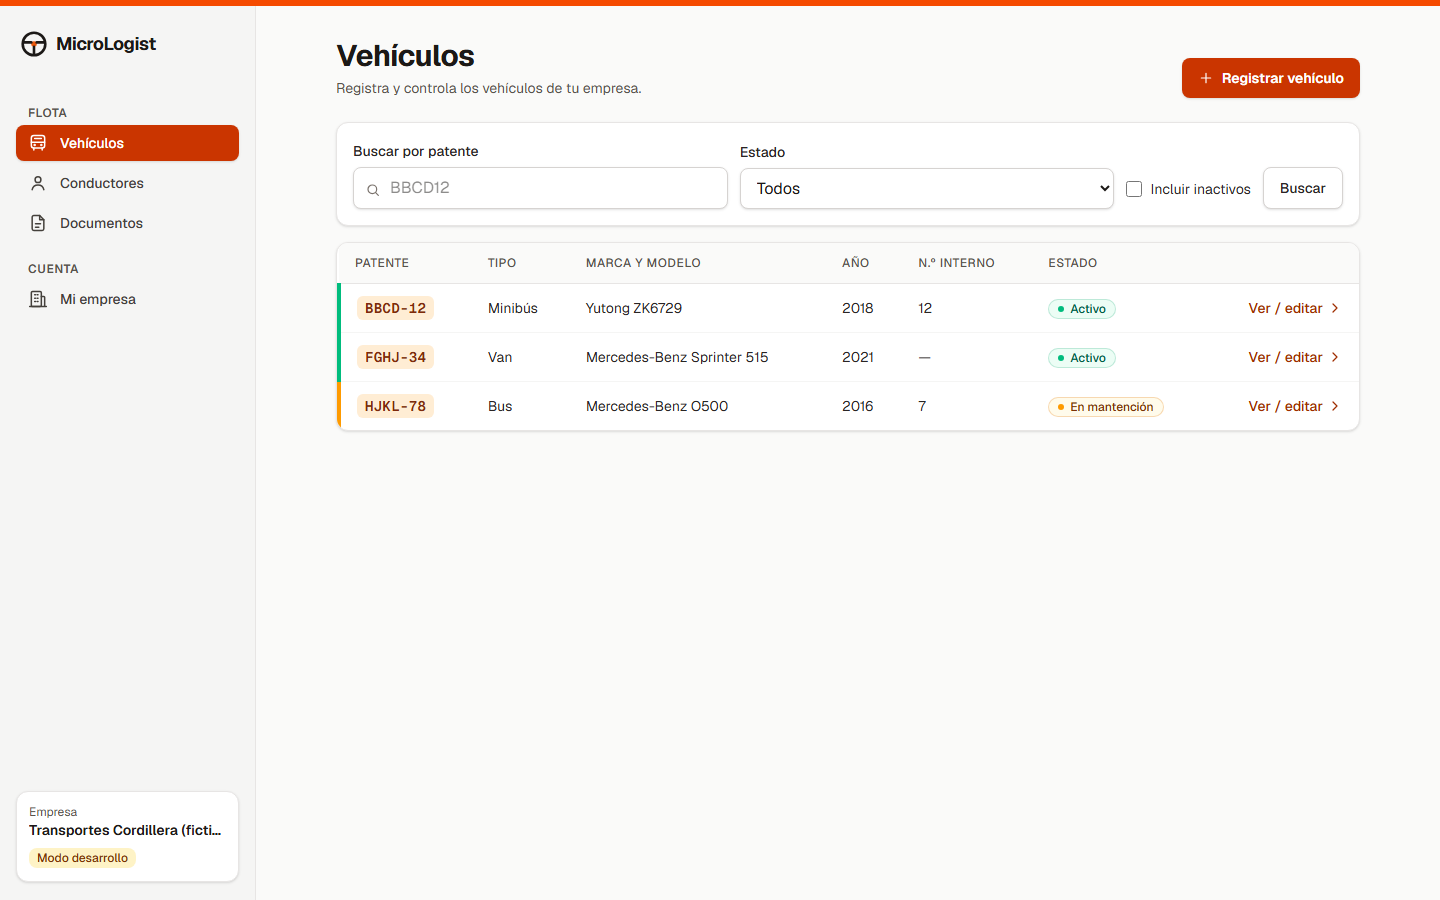 MicroLogist
FLOTA
Vehículos
Conductores
Documentos
CUENTA
Mi empresa
Empresa
Transportes Cordillera (ficti...
Modo desarrollo
Vehículos
Registra y controla los vehículos de tu empresa.
+ Registrar vehículo
Buscar por patente
BBCD12
Estado
Todos
Incluir inactivos
Buscar
PATENTE TIPO MARCA Y MODELO AÑO N.º INTERNO ESTADO
BBCD-12 Minibús Yutong ZK6729 2018 12 Activo Ver / editar
FGHJ-34 Van Mercedes-Benz Sprinter 515 2021 — Activo Ver / editar
HJKL-78 Bus Mercedes-Benz O500 2016 7 En mantención Ver / editar